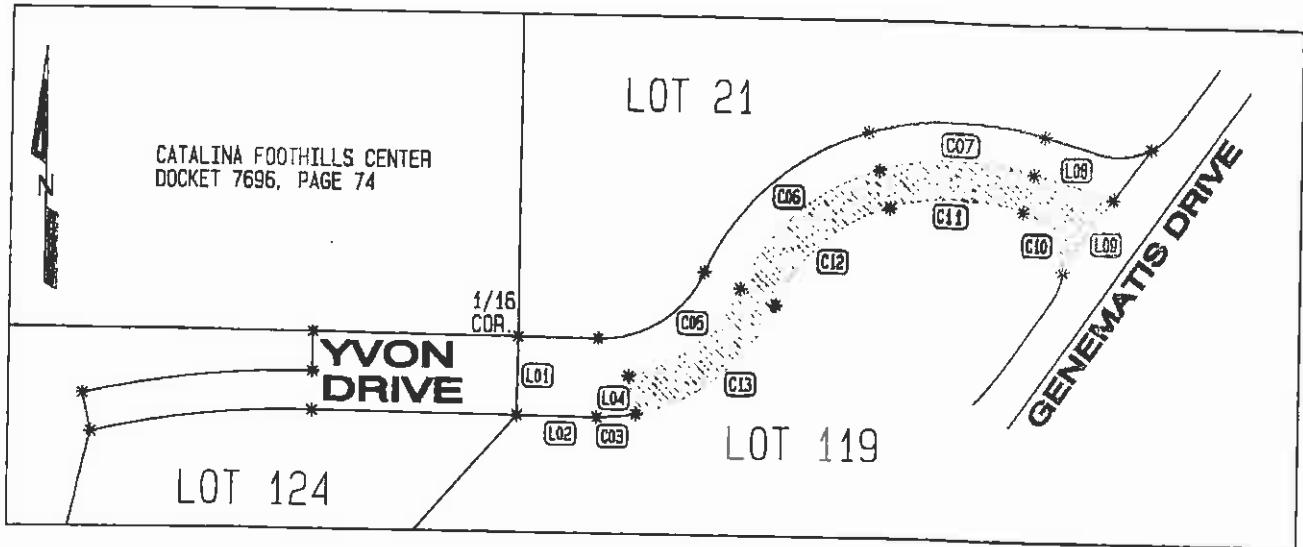 LOT 21
CATALINA FOOTHILLS CENTER
DOCKET 7696, PAGE 74
N
C07
L08
C06
C11
C10
L09
C12
1/16
COR.
C05
YVON
DRIVE
L01
L04
C13
L02
C03
GENEMATIS DRIVE
LOT 119
LOT 124